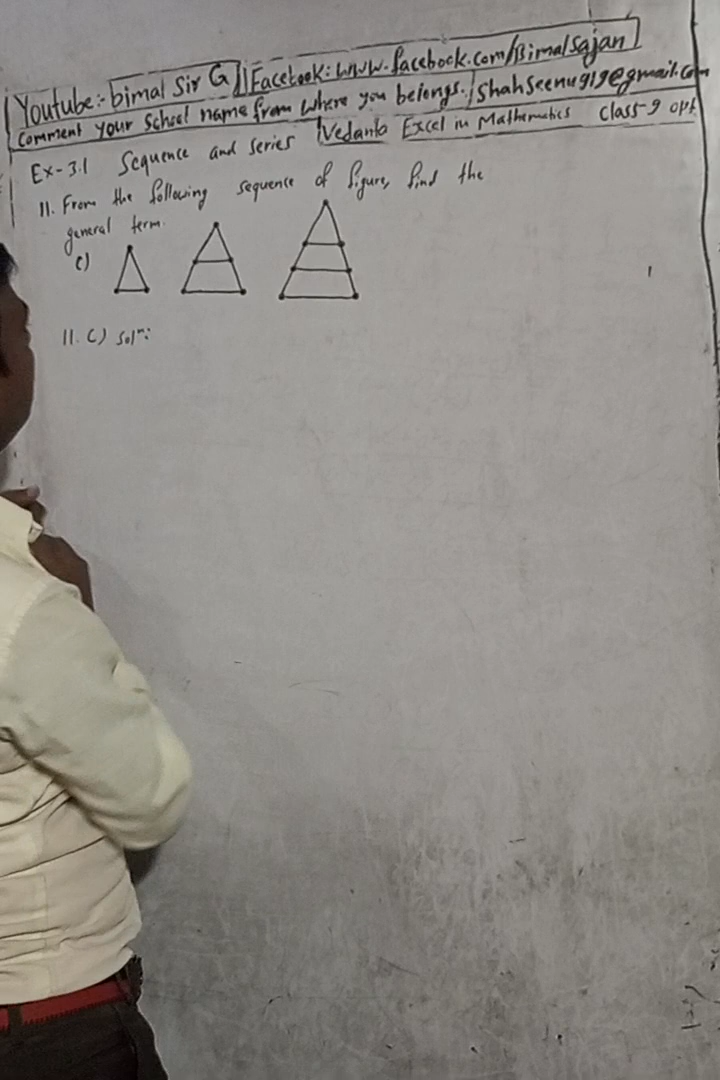 Youtube:- bimal Sir G || Facebook: www.facebook.com/Bimalsajan
Comment your School name from where you belongs. | shahseenu919@gmail.com
Ex-3.1 Sequence and series Vedanta Excel in Mathematics Class-9 opt
11. From the following sequence of figure, find the
general term.
c)
11. c) Solⁿ: